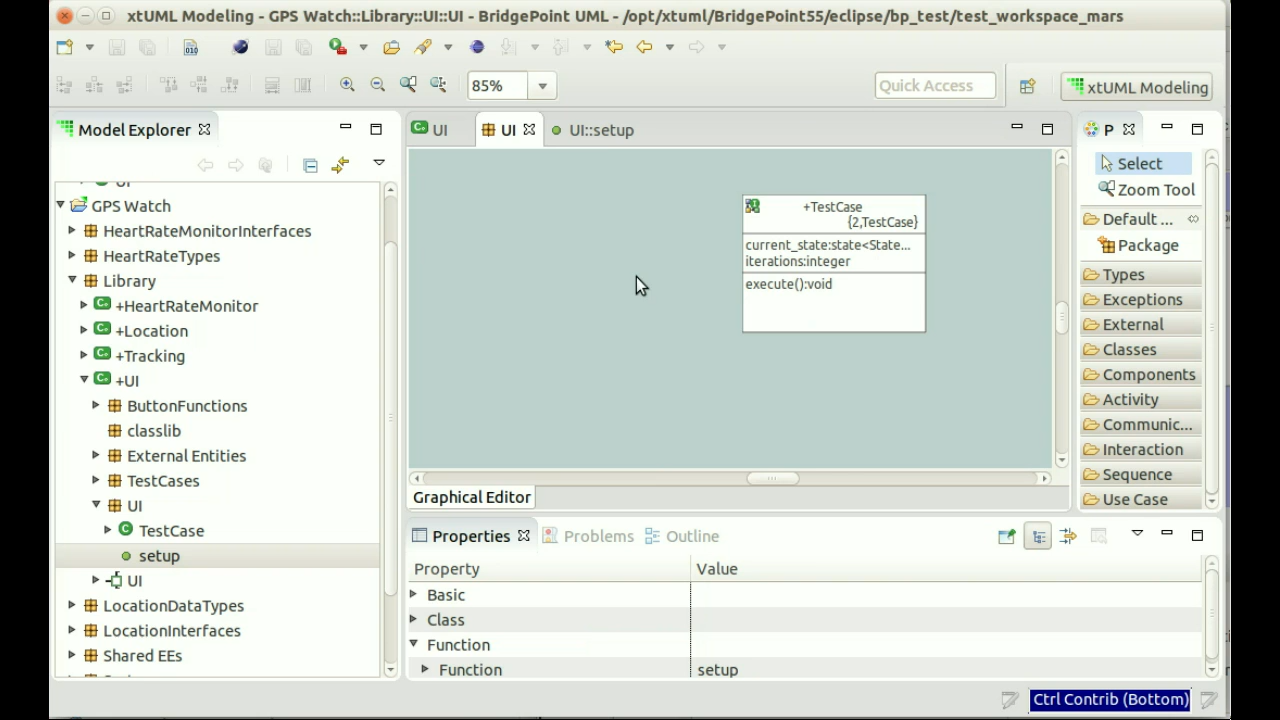 xtUML Modeling - GPS Watch::Library::UI::UI - BridgePoint UML - /opt/xtuml/BridgePoint55/eclipse/bp_test/test_workspace_mars
010
85%
Quick Access
xtUML Modeling
Model Explorer
UI
UI
UI::setup
P
Select
Zoom Tool
Default ...
Package
Types
Exceptions
External
Classes
Components
Activity
Communic...
Interaction
Sequence
Use Case
GPS Watch
HeartRateMonitorInterfaces
HeartRateTypes
Library
+HeartRateMonitor
+Location
+Tracking
+UI
ButtonFunctions
classlib
External Entities
TestCases
UI
TestCase
setup
UI
LocationDataTypes
LocationInterfaces
Shared EEs
+TestCase
{2,TestCase}
current_state:state<State...
iterations:integer
execute():void
Graphical Editor
Properties
Problems
Outline
Property
Value
Basic
Class
Function
Function
setup
Ctrl Contrib (Bottom)